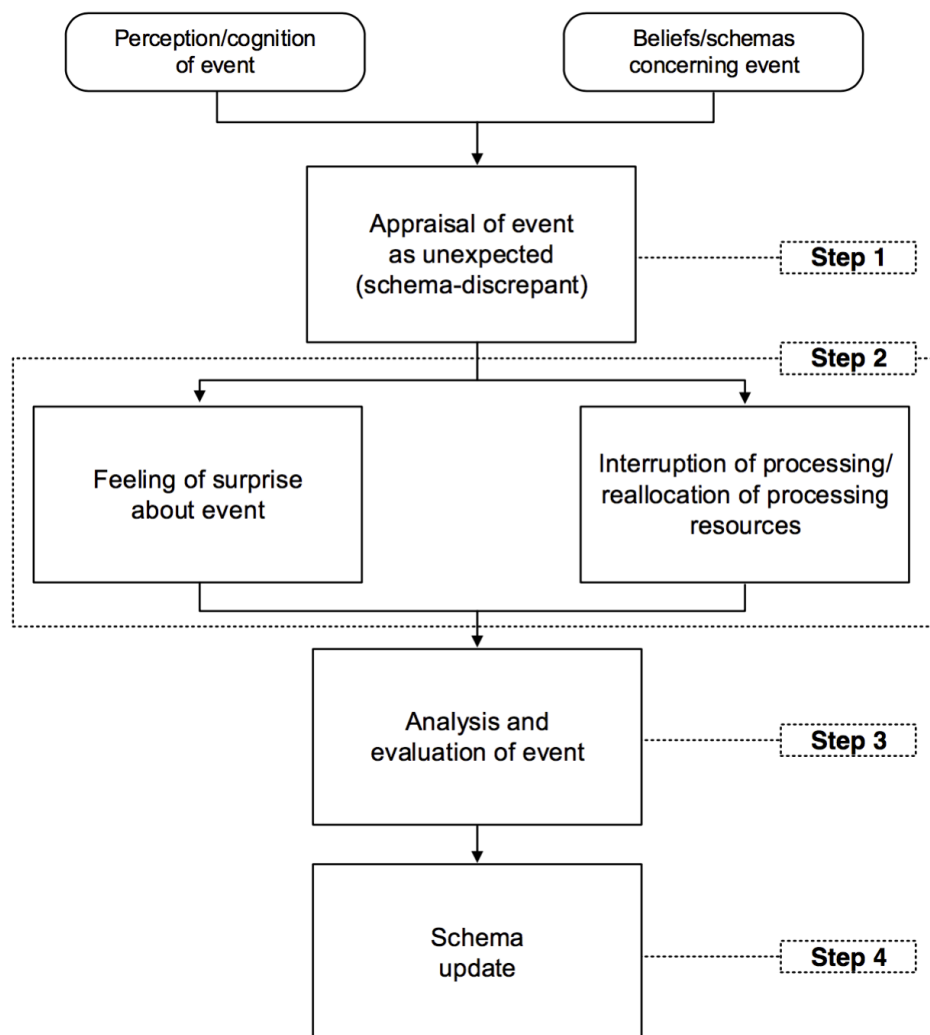 Perception/cognition
of event
Beliefs/schemas
concerning event
Appraisal of event
as unexpected
(schema-discrepant)
Step 1
Step 2
Feeling of surprise
about event
Interruption of processing/
reallocation of processing
resources
Analysis and
evaluation of event
Step 3
Schema
update
Step 4